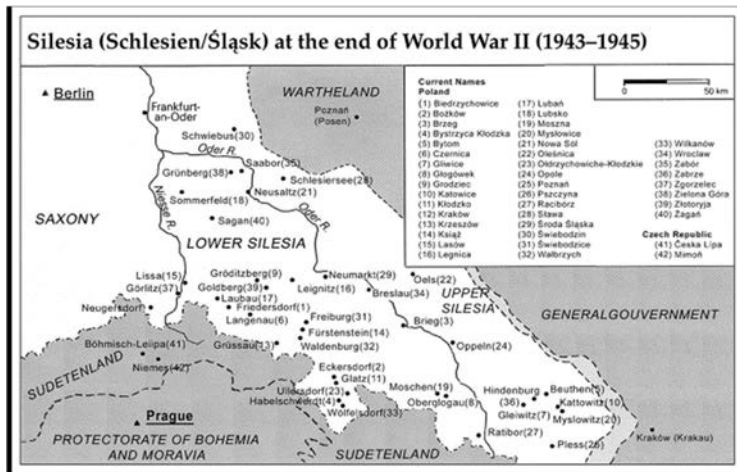 Silesia (Schlesien/Śląsk) at the end of World War II (1943–1945)
Berlin
Frankfurt-
an-Oder
WARTHELAND
Poznań
(Posen)
Schwiebus(30)
Oder R.
Saabor(35)
Grünberg(38)
Schlesiersee(28)
Neusaltz(21)
Sommerfeld(18)
Niesse R.
Sagan(40)
Oder R.
SAXONY
LOWER SILESIA
Lissa(15)
Görlitz(37)
Gröditzberg(9)
Goldberg(39)
Laubau(17)
Neumarkt(29)
Leignitz(16)
Oels(22)
Breslau(34)
UPPER
SILESIA
Neugersdorf
Friedersdorf(1)
Langenau(6)
Freiburg(31)
Fürstenstein(14)
Waldenburg(32)
Brieg(3)
GENERALGOUVERNMENT
Grüssau(13)
Oppeln(24)
Böhmisch-Leiipa(41)
Niemes(42)
SUDETENLAND
Eckersdorf(2)
Glatz(11)
Ullersdorf(23)
Habelschwerdt(4)
Wölfelsdorf(33)
Moschen(19)
Oberglogau(8)
Hindenburg
(36)
Gleiwitz(7)
Beuthen(5)
Kattowitz(10)
Myslowitz(20)
Prague
PROTECTORATE OF BOHEMIA
AND MORAVIA
SUDETENLAND
Ratibor(27)
Pless(26)
Kraków (Krakau)
Current Names
Poland
(1) Biedrzychowice
(2) Bożków
(3) Brzeg
(4) Bystrzyca Kłodzka
(5) Bytom
(6) Czernica
(7) Gliwice
(8) Głogówek
(9) Grodziec
(10) Katowice
(11) Kłodzko
(12) Kraków
(13) Krzeszów
(14) Książ
(15) Lasów
(16) Legnica
(17) Lubań
(18) Lubsko
(19) Moszna
(20) Mysłowice
(21) Nowa Sól
(22) Oleśnica
(23) Ołdrzychowice-Kłodzkie
(24) Opole
(25) Poznań
(26) Pszczyna
(27) Racibórz
(28) Sława
(29) Środa Śląska
(30) Świebodzin
(31) Świebodzice
(32) Wałbrzych
(33) Wilkanów
(34) Wrocław
(35) Zabór
(36) Zabrze
(37) Zgorzelec
(38) Zielona Góra
(39) Złotoryja
(40) Żagań
Czech Republic
(41) Česka Lipa
(42) Mimoň
0
50 km